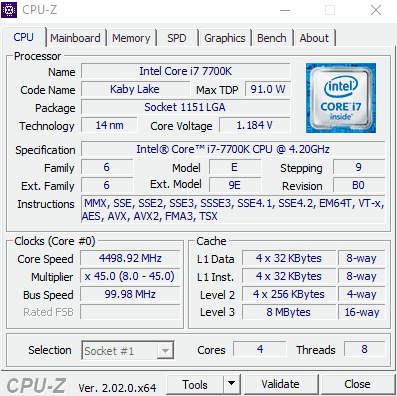 CPU-Z
CPU Mainboard Memory SPD Graphics Bench About
Processor
Name Intel Core i7 7700K
Code Name Kaby Lake Max TDP 91.0 W
Package Socket 1151 LGA
Technology 14 nm Core Voltage 1.184 V
intel
CORE i7
inside™
Specification Intel® Core™ i7-7700K CPU @ 4.20GHz
Family 6 Model E Stepping 9
Ext. Family 6 Ext. Model 9E Revision B0
Instructions MMX, SSE, SSE2, SSE3, SSSE3, SSE4.1, SSE4.2, EM64T, VT-x,
AES, AVX, AVX2, FMA3, TSX
Clocks (Core #0)
Core Speed 4498.92 MHz
Multiplier x 45.0 (8.0 - 45.0)
Bus Speed 99.98 MHz
Rated FSB
Cache
L1 Data 4 x 32 KBytes 8-way
L1 Inst. 4 x 32 KBytes 8-way
Level 2 4 x 256 KBytes 4-way
Level 3 8 MBytes 16-way
Selection Socket #1 Cores 4 Threads 8
CPU-Z Ver. 2.02.0.x64 Tools Validate Close